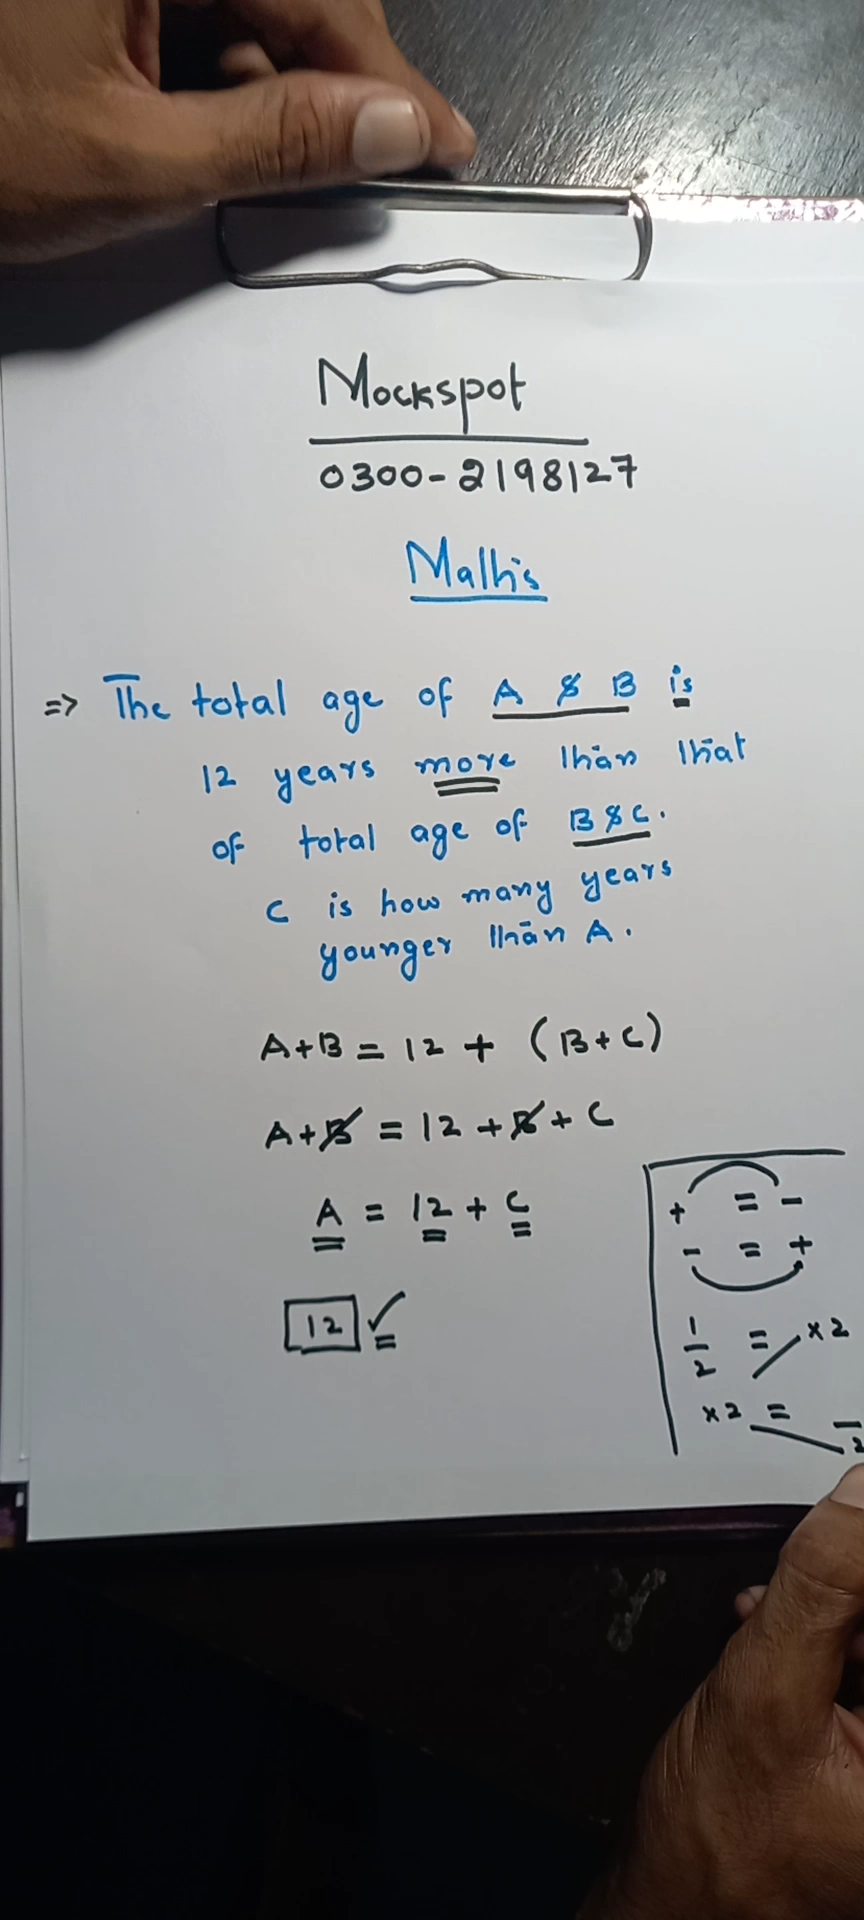 Mockspot
0300-2198127
Maths
=> The total age of A & B is
12 years more than that
of total age of B & C.
C is how many years
younger than A.
A+B = 12 + (B+C)
A+B = 12 + B + C
A = 12 + C
12 ✓
+ = -
- = +
1/2 = ×2
×2 = /2